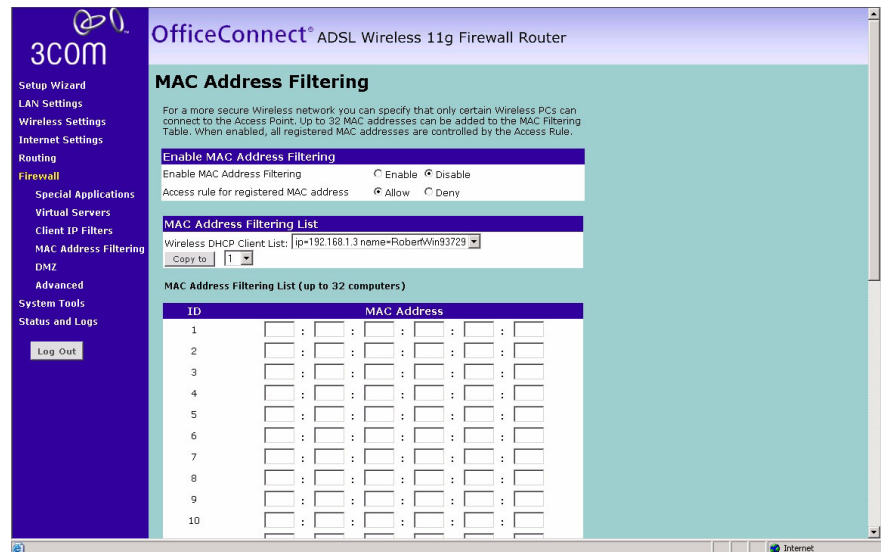 3COM
OfficeConnect® ADSL Wireless 11g Firewall Router
Setup Wizard
LAN Settings
Wireless Settings
Internet Settings
Routing
Firewall
Special Applications
Virtual Servers
Client IP Filters
MAC Address Filtering
DMZ
Advanced
System Tools
Status and Logs
Log Out
MAC Address Filtering
For a more secure Wireless network you can specify that only certain Wireless PCs can
connect to the Access Point. Up to 32 MAC addresses can be added to the MAC Filtering
Table. When enabled, all registered MAC addresses are controlled by the Access Rule.
Enable MAC Address Filtering
Enable MAC Address Filtering Enable Disable
Access rule for registered MAC address Allow Deny
MAC Address Filtering List
Wireless DHCP Client List: ip=192.168.1.3 name=RobertWin93729
Copy to 1
MAC Address Filtering List (up to 32 computers)
ID MAC Address
1 : : : : :
2 : : : : :
3 : : : : :
4 : : : : :
5 : : : : :
6 : : : : :
7 : : : : :
8 : : : : :
9 : : : : :
10 : : : : :
Internet